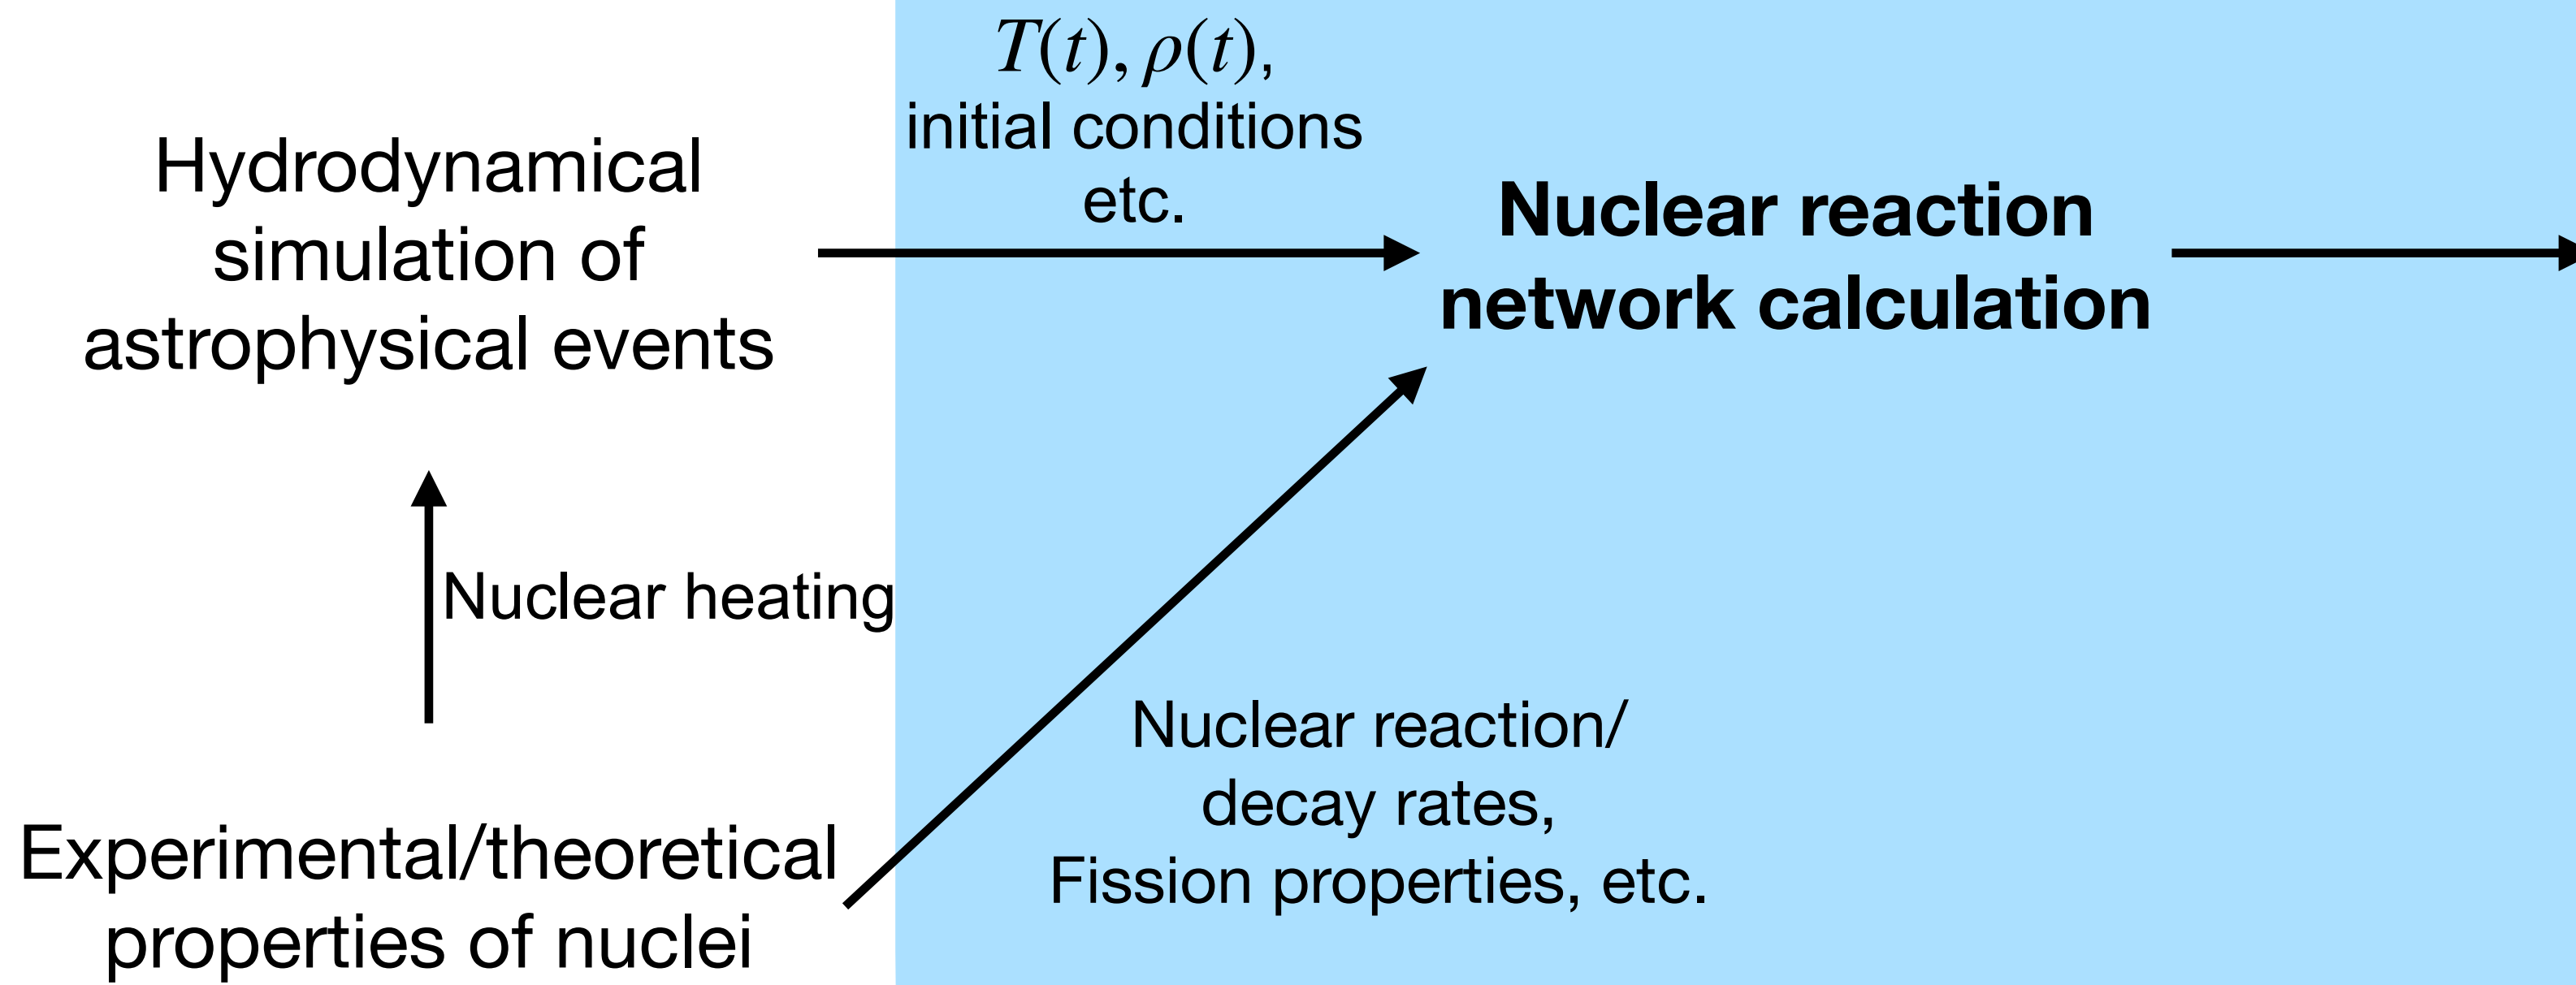 T(t), ρ(t),
initial conditions
etc.
Hydrodynamical
simulation of
astrophysical events
Nuclear reaction
network calculation
Nuclear heating
Nuclear reaction/
decay rates,
Fission properties, etc.
Experimental/theoretical
properties of nuclei